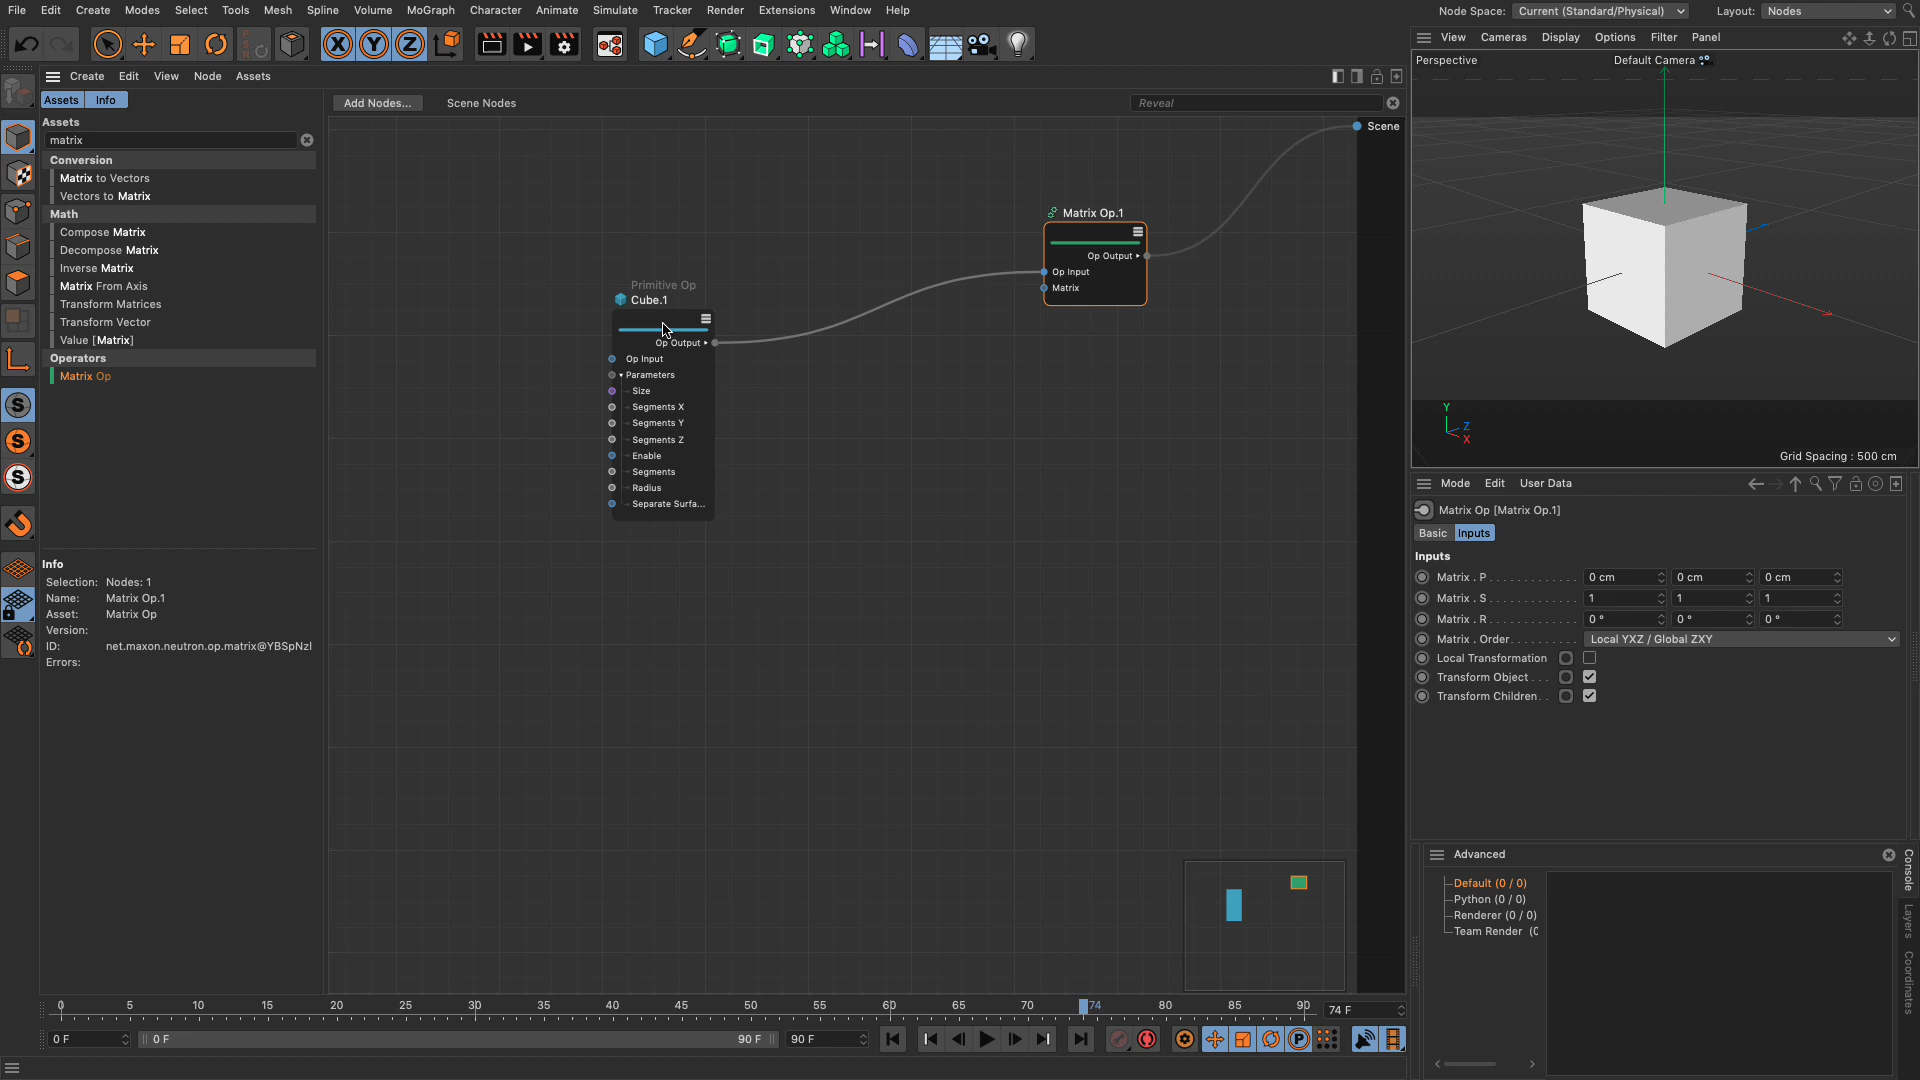 File Edit Create Modes Select Tools Mesh Spline Volume MoGraph Character Animate Simulate Tracker Render Extensions Window Help
Node Space: Current (Standard/Physical) Layout: Nodes
X Y Z
PSR
Create Edit View Node Assets
View Cameras Display Options Filter Panel
Assets Info
Add Nodes... Scene Nodes
Reveal
Perspective Default Camera
Scene
Assets
matrix
Conversion
Matrix to Vectors
Vectors to Matrix
Math
Compose Matrix
Decompose Matrix
Inverse Matrix
Matrix From Axis
Transform Matrices
Transform Vector
Value [Matrix]
Operators
Matrix Op
Matrix Op.1
Op Output
Op Input
Matrix
Primitive Op
Cube.1
Op Output
Op Input
Parameters
Size
Segments X
Segments Y
Segments Z
Enable
Segments
Radius
Separate Surfa...
Y
Z
X
Grid Spacing : 500 cm
S
S
S
Info
Selection: Nodes: 1
Name: Matrix Op.1
Asset: Matrix Op
Version:
ID: net.maxon.neutron.op.matrix@YBSpNzI
Errors:
Mode Edit User Data
Matrix Op [Matrix Op.1]
Basic Inputs
Inputs
Matrix . P 0 cm 0 cm 0 cm
Matrix . S 1 1 1
Matrix . R 0 ° 0 ° 0 °
Matrix . Order Local YXZ / Global ZXY
Local Transformation
Transform Object
Transform Children
Advanced
Default (0 / 0)
Python (0 / 0)
Renderer (0 / 0)
Team Render (0
Console
Layers
Coordinates
0 5 10 15 20 25 30 35 40 45 50 55 60 65 70 74 80 85 90
74 F
0 F 0 F 90 F 90 F
P